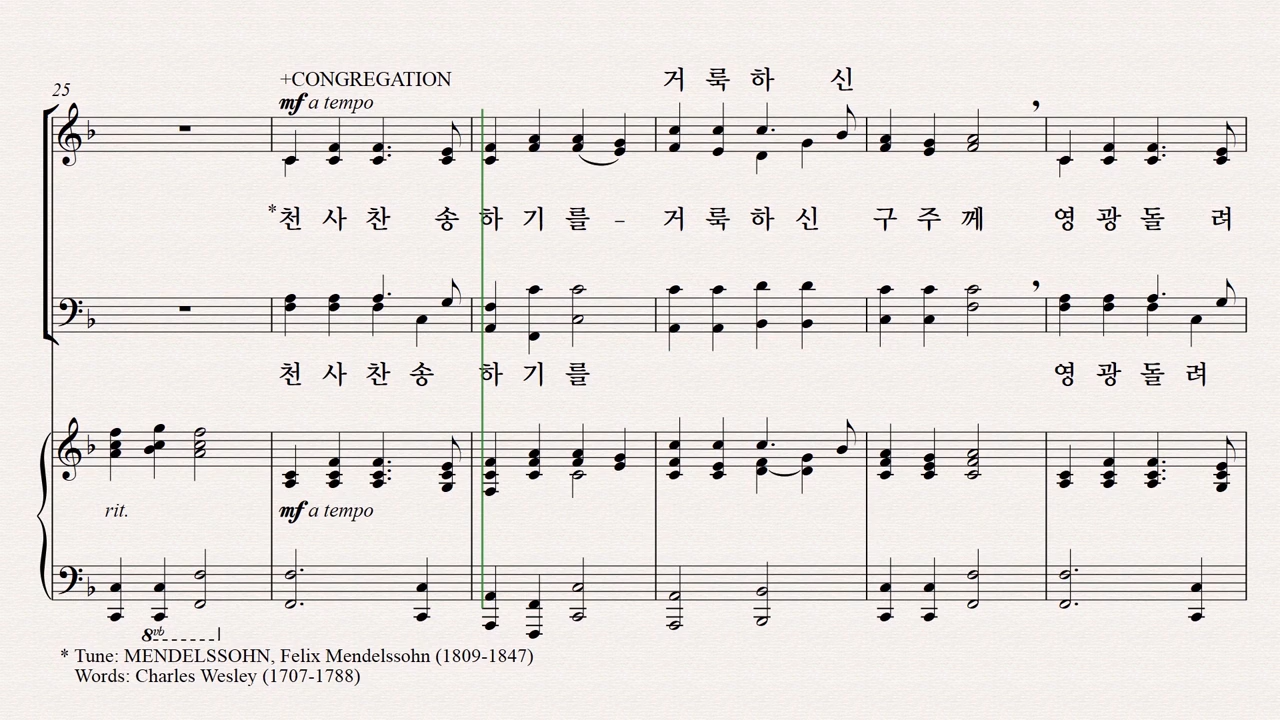 거룩하 신
25
+CONGREGATION
mf a tempo
*천사찬 송하기를 - 거룩하신 구주께 영광돌 려
천사찬송 하기를 영광돌려
rit.
mf a tempo
8vb
* Tune: MENDELSSOHN, Felix Mendelssohn (1809-1847)
Words: Charles Wesley (1707-1788)